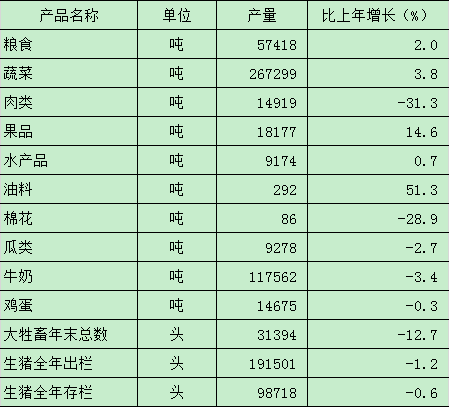 产品名称 单位 产量 比上年增长（%）
粮食 吨 57418 2.0
蔬菜 吨 267299 3.8
肉类 吨 14919 -31.3
果品 吨 18177 14.6
水产品 吨 9174 0.7
油料 吨 292 51.3
棉花 吨 86 -28.9
瓜类 吨 9278 -2.7
牛奶 吨 117562 -3.4
鸡蛋 吨 14675 -0.3
大牲畜年末总数 头 31394 -12.7
生猪全年出栏 头 191501 -1.2
生猪全年存栏 头 98718 -0.6